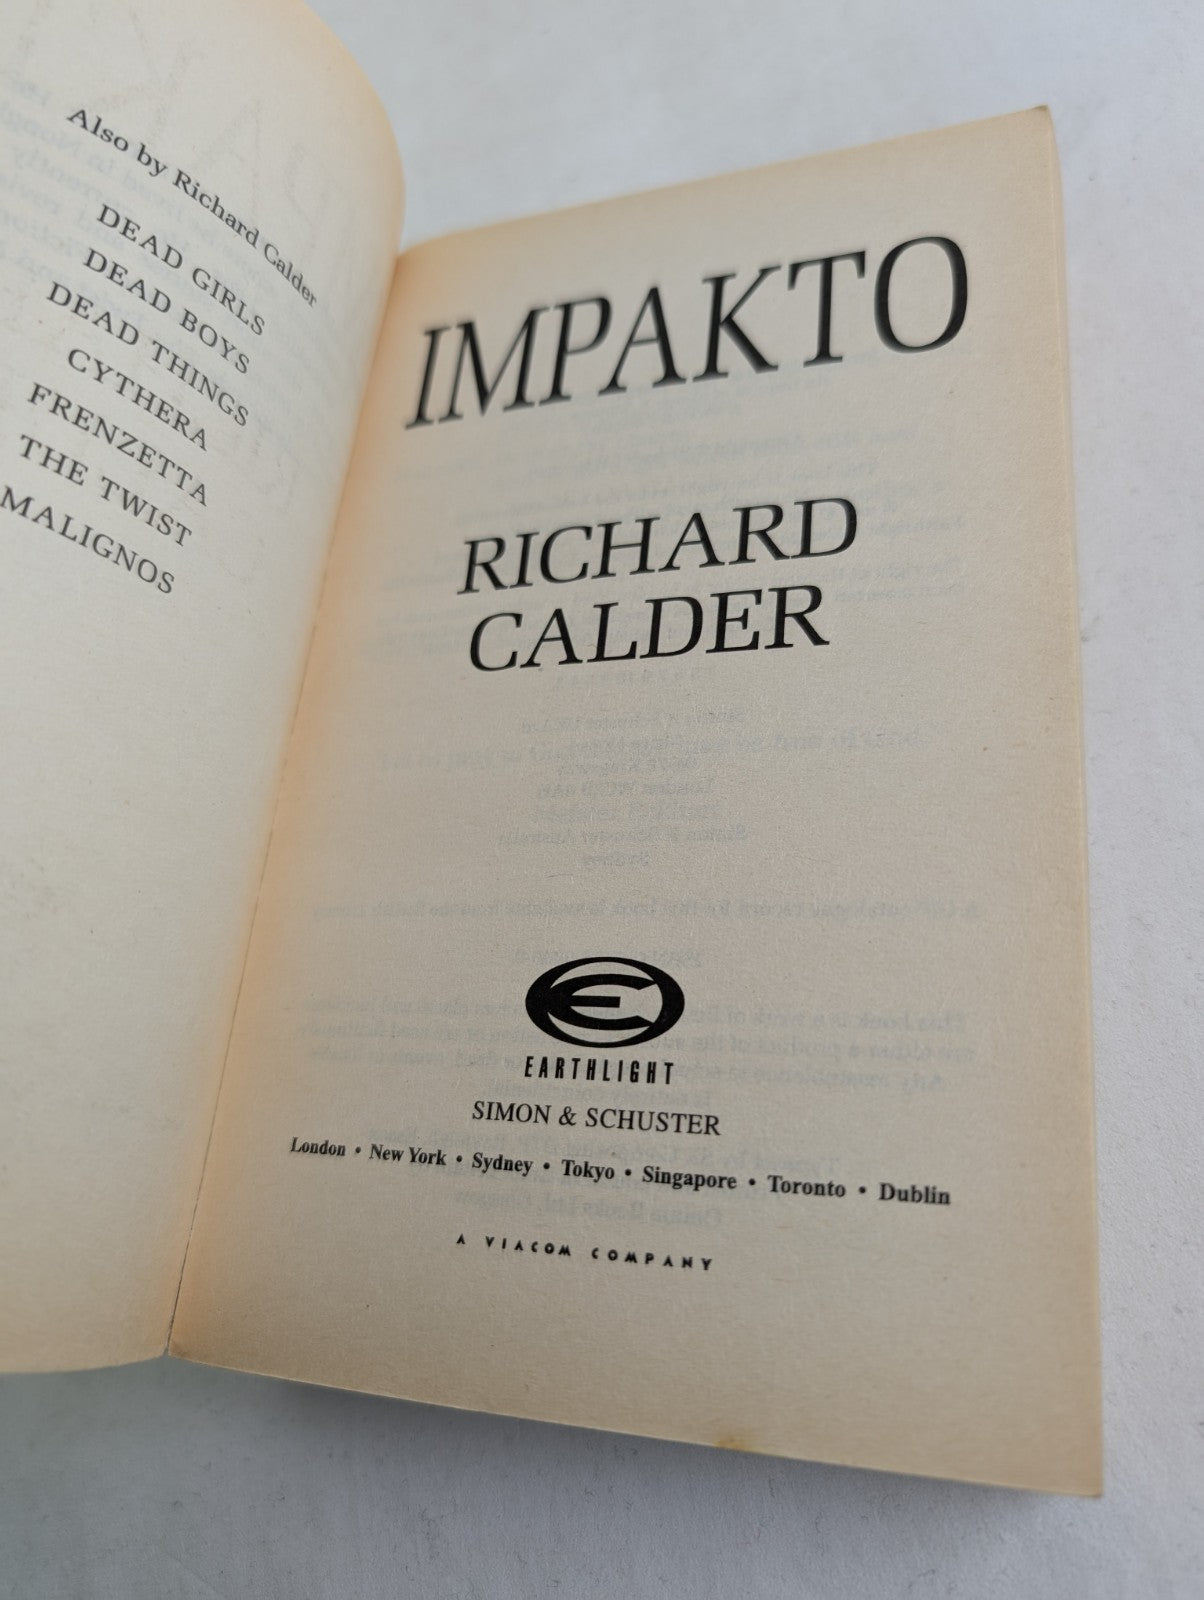 Also by Richard Calder
DEAD GIRLS
DEAD BOYS
DEAD THINGS
CYTHERA
FRENZETTA
THE TWIST
MALIGNOS
IMPAKTO
RICHARD
CALDER
EARTHLIGHT
SIMON & SCHUSTER
London • New York • Sydney • Tokyo • Singapore • Toronto • Dublin
A VIACOM COMPANY